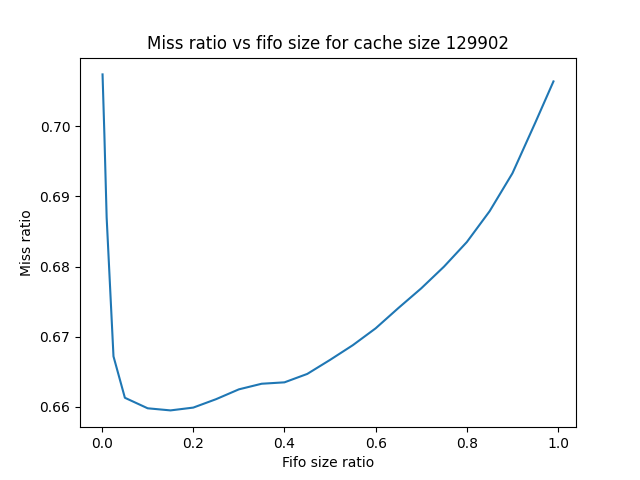 Miss ratio vs fifo size for cache size 129902
0.70
0.69
0.68
0.67
0.66
Miss ratio
0.0 0.2 0.4 0.6 0.8 1.0
Fifo size ratio